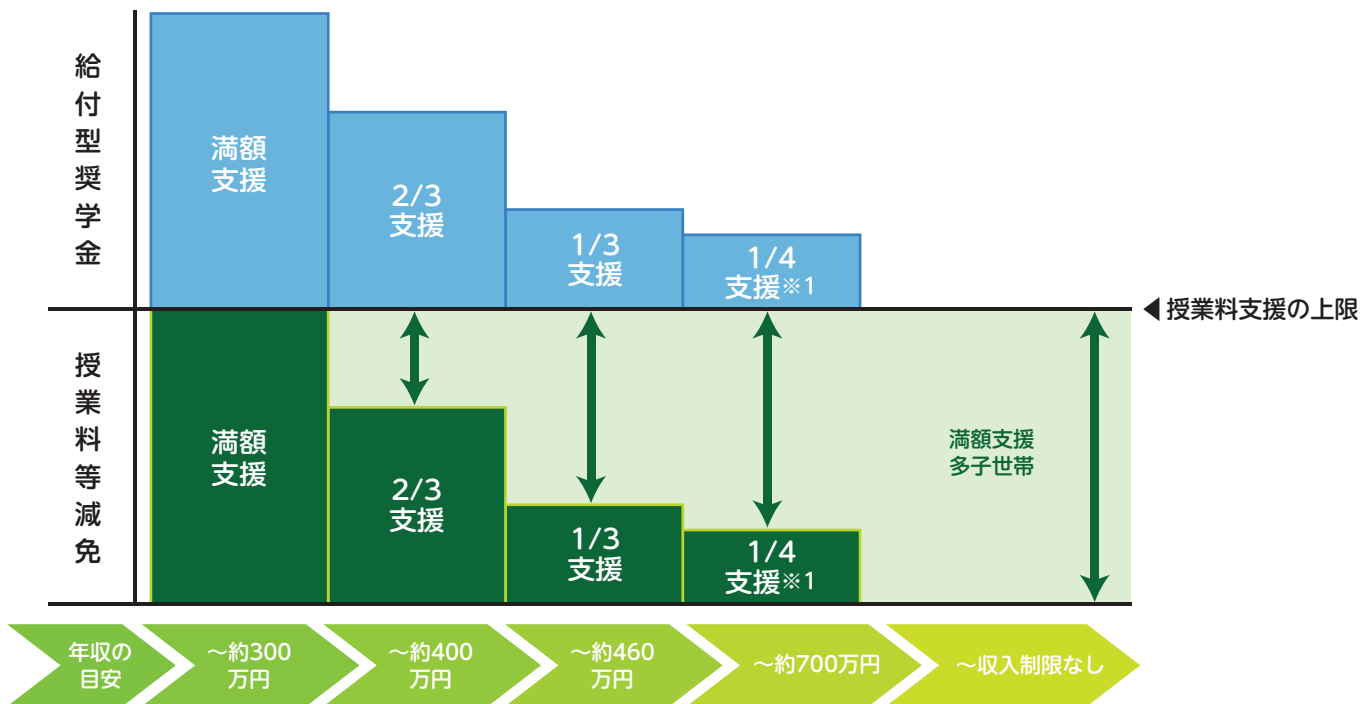 給付型奨学金
満額
支援
2/3
支援
1/3
支援
1/4
支援※1
授業料支援の上限
授業料等減免
満額
支援
2/3
支援
1/3
支援
1/4
支援※1
満額支援
多子世帯
年収の
目安
～約300
万円
～約400
万円
～約460
万円
～約700万円
～収入制限なし